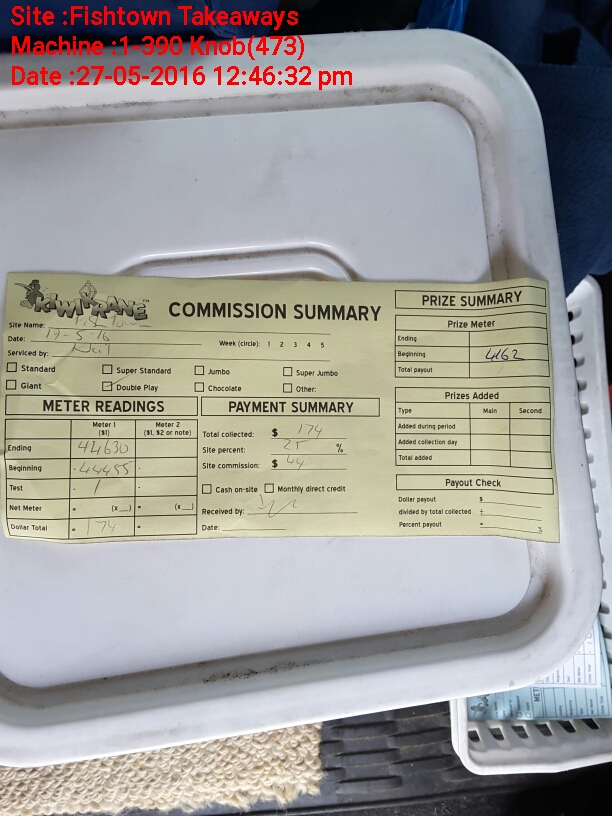 Site :Fishtown Takeaways
Machine :1-390 Knob(473)
Date :27-05-2016 12:46:32 pm
KIWIKRANE™
COMMISSION SUMMARY
Site Name: Fish Town
Date: 17-5-16
Week (circle): 1 2 3 4 5
Serviced by:
Standard
Super Standard
Jumbo
Super Jumbo
Giant
Double Play
Chocolate
Other:
METER READINGS
Meter 1 ($1)
Meter 2 ($1, $2 or note)
Ending 44630
Beginning - 44455 -
Test - 1 -
Net Meter = (x__) = (x__)
Dollar Total = 174 =
PAYMENT SUMMARY
Total collected: $ 174
Site percent: 25 %
Site commission: $ 44
Cash on-site
Monthly direct credit
Received by:
Date:
PRIZE SUMMARY
Prize Meter
Ending
Beginning 4162
Total payout
Prizes Added
Type Main Second
Added during period
Added collection day
Total added
Payout Check
Dollar payout $
divided by total collected ÷
Percent payout = %